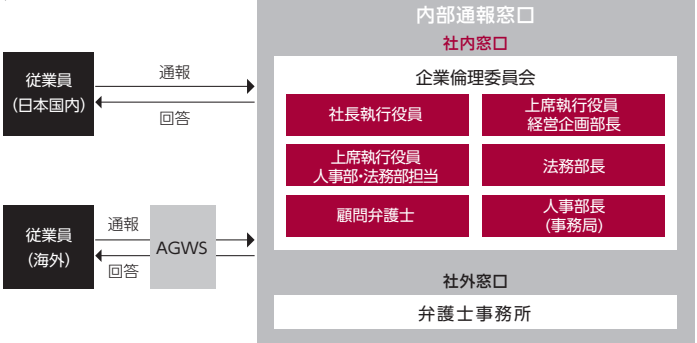 内部通報窓口
社内窓口
企業倫理委員会
社長執行役員
上席執行役員
経営企画部長
上席執行役員
人事部・法務部担当
法務部長
顧問弁護士
人事部長
(事務局)
社外窓口
弁護士事務所
従業員
(日本国内)
通報
回答
従業員
(海外)
通報
回答
AGWS